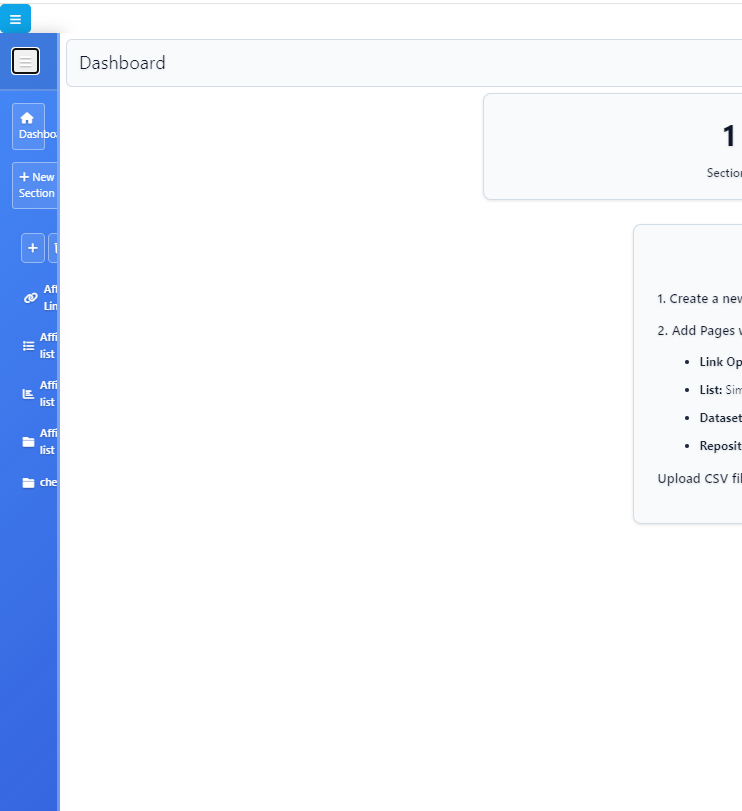 Dashboard
Dashbo
New
Section
Aff
Lin
Affi
list
Affi
list
Affi
list
che
1
Section
1. Create a new
2. Add Pages w
Link Op
List: Sim
Dataset
Reposit
Upload CSV fil